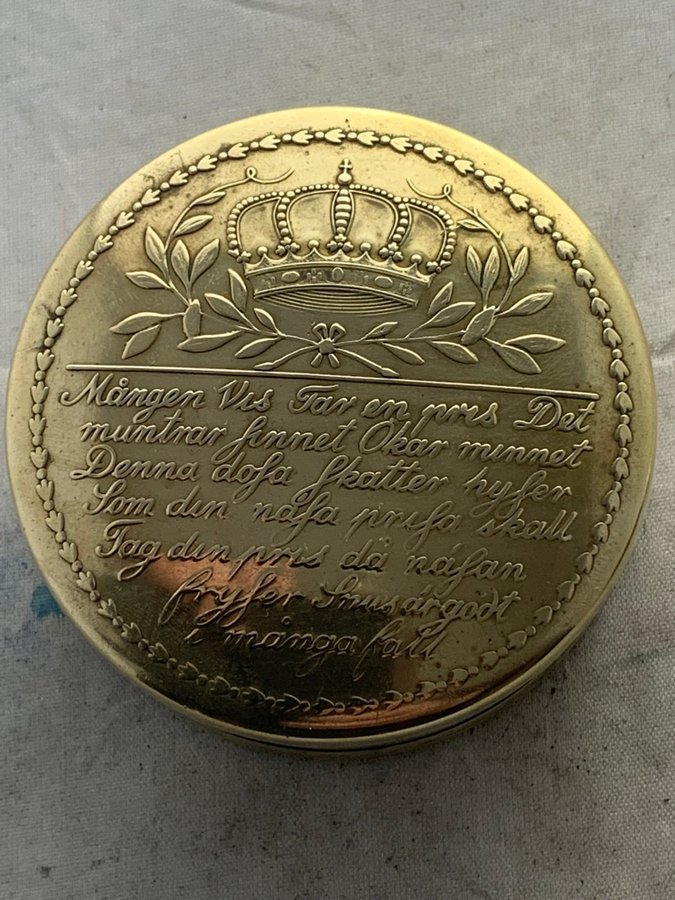 Mången Vis Tar en pris Det
muntrar sinnet Ökar minnet
Denna dosa skatter hyser
Som din näsa prisa skall
Tag din pris då näsan
fryser Snus är godt
i många fall